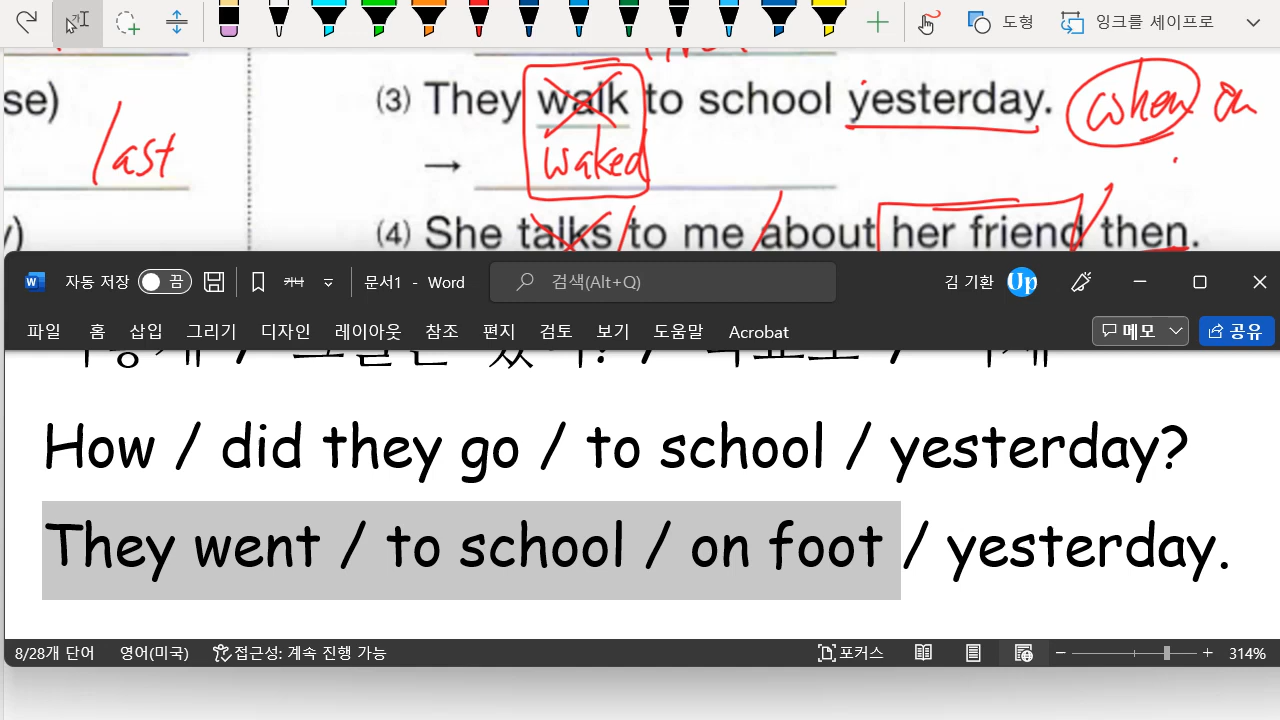 도형
잉크를 셰이프로
se)
last
(3) They walk to school yesterday.
when on
→ waked
y)
(4) She talks / to me / about her friend / then.
자동 저장 끔 가나 문서1 - Word
검색(Alt+Q)
김 기환 Up
파일 홈 삽입 그리기 디자인 레이아웃 참조 편지 검토 보기 도움말 Acrobat
메모 공유
How / did they go / to school / yesterday?
They went / to school / on foot / yesterday.
8/28개 단어 영어(미국) 접근성: 계속 진행 가능
포커스
314%